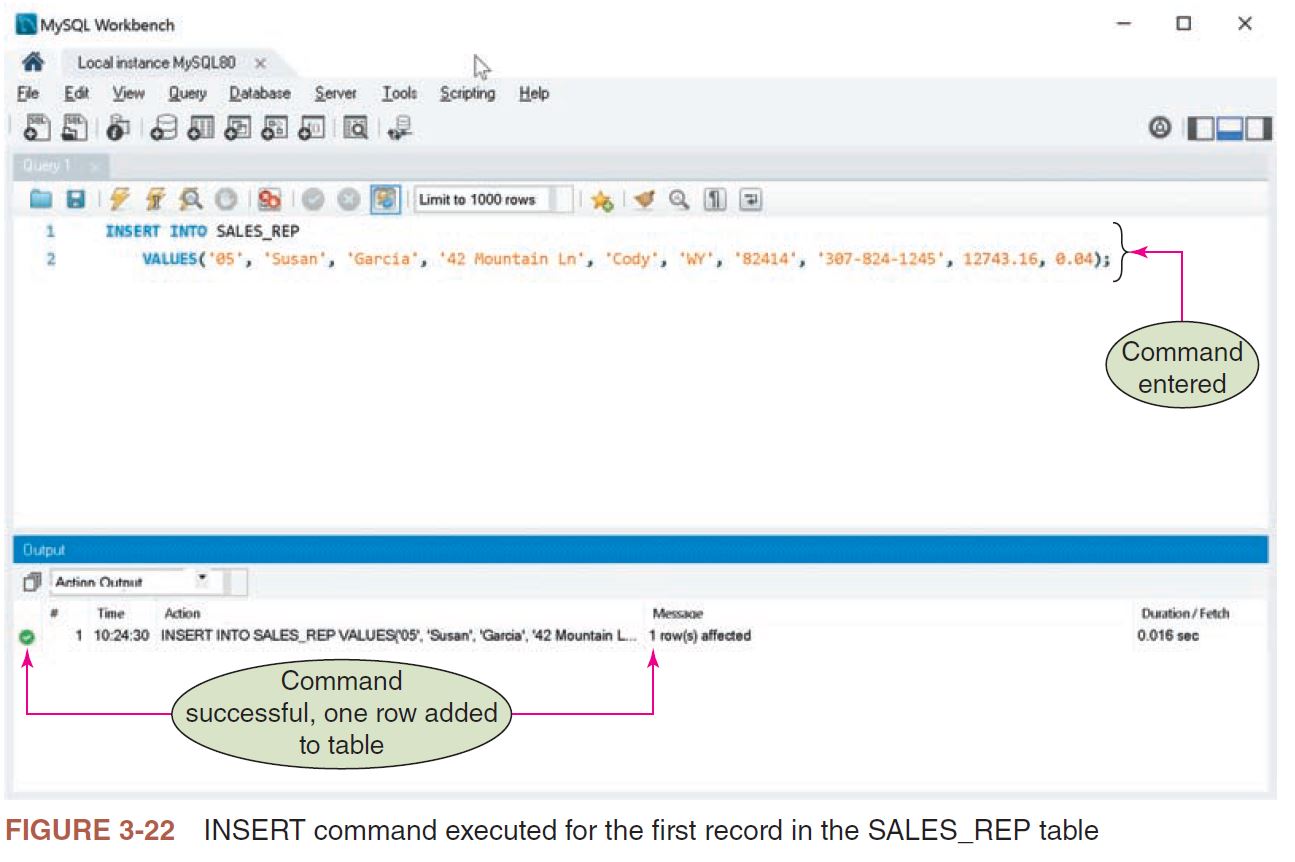 MySQL Workbench
Local instance MySQL80
File Edit View Query Database Server Tools Scripting Help
Query 1
Limit to 1000 rows
1 INSERT INTO SALES_REP
2 VALUES('05', 'Susan', 'Garcia', '42 Mountain Ln', 'Cody', 'WY', '82414', '307-824-1245', 12743.16, 0.04);
Command
entered
Output
Action Output
# Time Action Message Duration / Fetch
1 10:24:30 INSERT INTO SALES_REP VALUES('05', 'Susan', 'Garcia', '42 Mountain L... 1 row(s) affected 0.016 sec
Command
successful, one row added
to table
FIGURE 3-22 INSERT command executed for the first record in the SALES_REP table